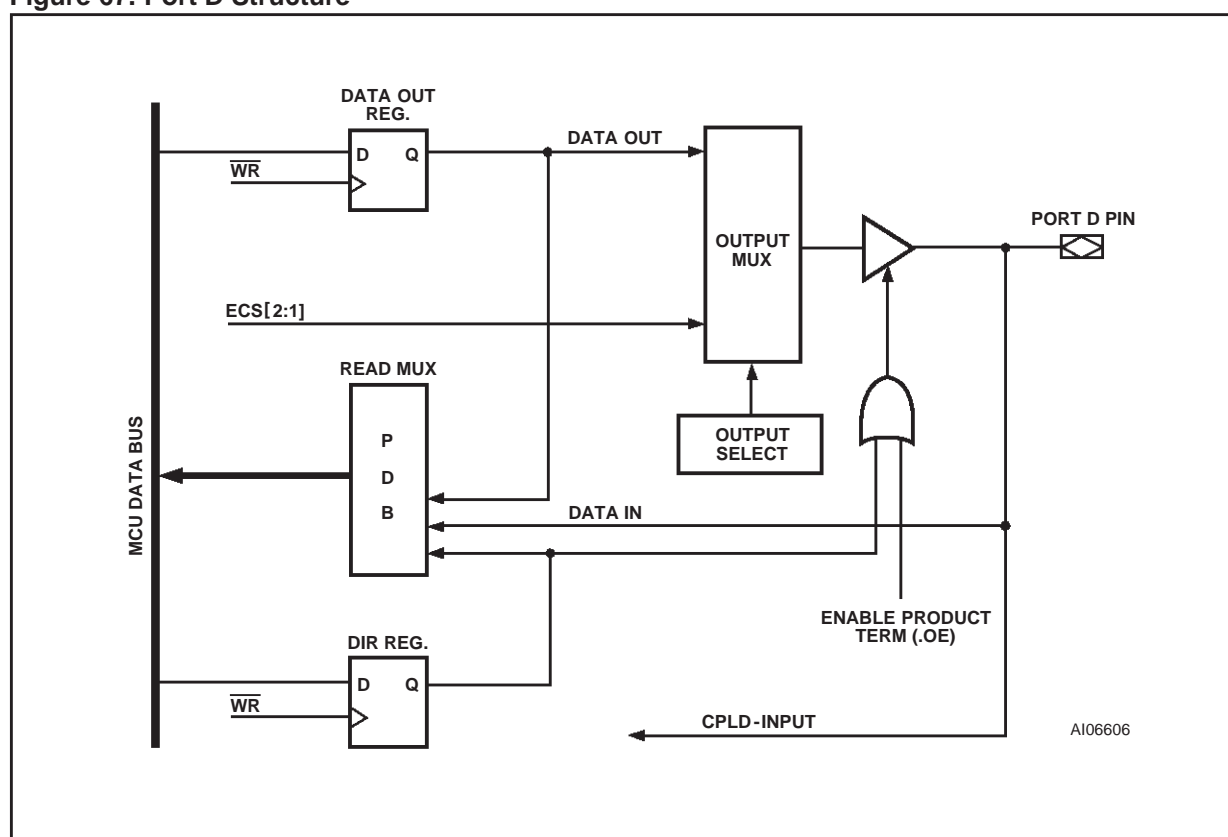 Figure 67. Port D Structure
DATA OUT
REG.
D Q
WR
DATA OUT
OUTPUT
MUX
PORT D PIN
ECS[2:1]
READ MUX
P
D
B
OUTPUT
SELECT
MCU DATA BUS
DATA IN
ENABLE PRODUCT
TERM (.OE)
DIR REG.
D Q
WR
CPLD-INPUT
AI06606